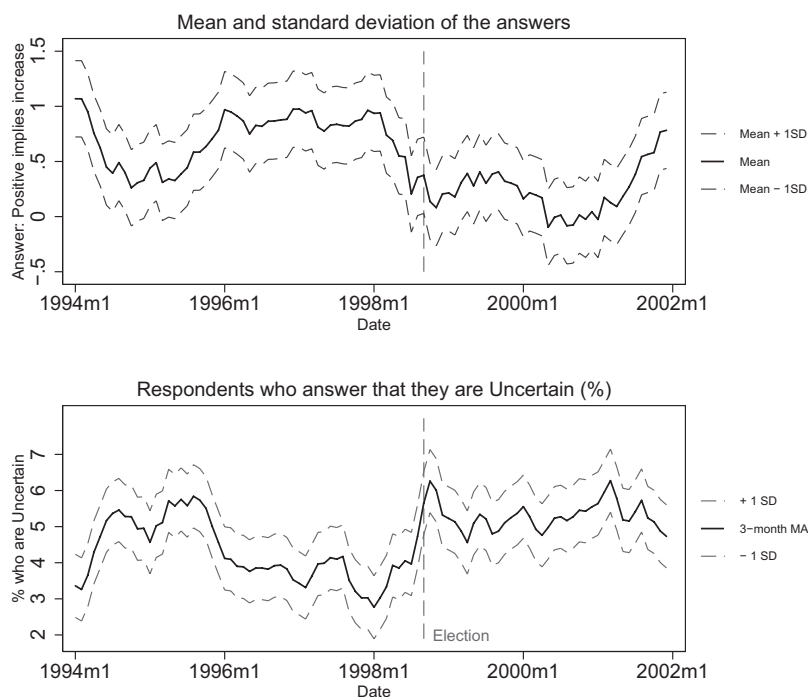 Mean and standard deviation of the answers
Answer: Positive implies increase
1.5
1
.5
0
-.5
1994m1
1996m1
1998m1
2000m1
2002m1
Date
Mean + 1SD
Mean
Mean − 1SD
Respondents who answer that they are Uncertain (%)
% who are Uncertain
7
6
5
4
3
2
Election
1994m1
1996m1
1998m1
2000m1
2002m1
Date
+ 1 SD
3-month MA
− 1 SD